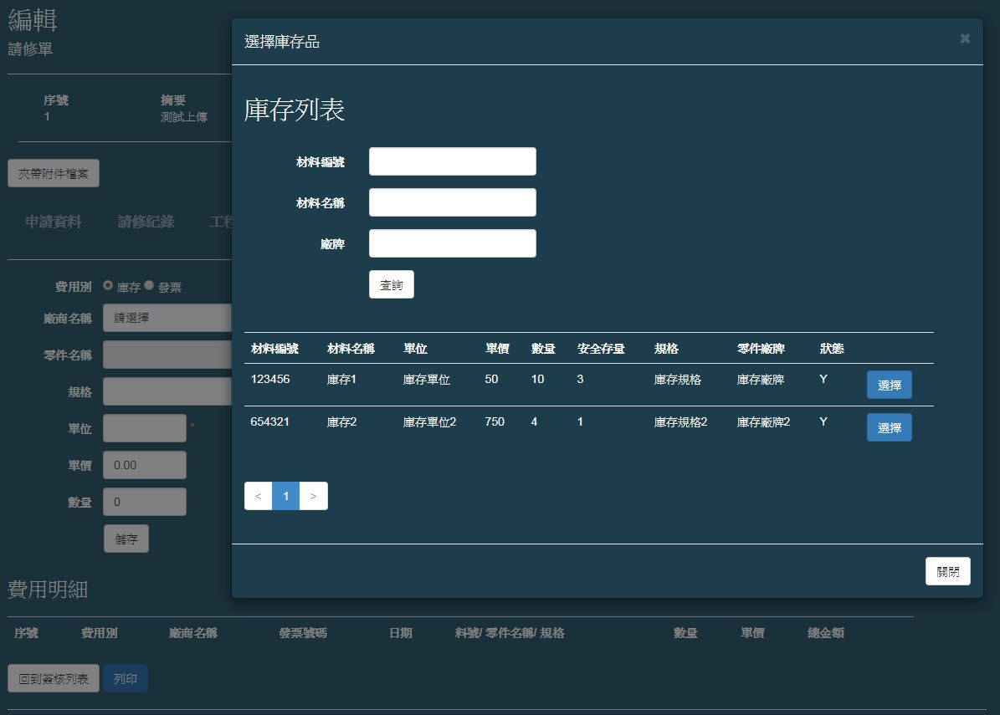 編輯
請修單
序號 摘要
1 測試上傳
夾帶附件檔案
申請資料 請修紀錄
費用別 庫存 發票
廠商名稱 請選擇
零件名稱
規格
單位 *
單價 0.00
數量 0
儲存
費用明細
序號 費用別 廠商名稱 發票號碼 日期 料號/ 零件名稱/ 規格 數量 單價 總金額
回到簽核列表 列印
選擇庫存品 ×
庫存列表
材料編號
材料名稱
廠牌
查詢
材料編號 材料名稱 單位 單價 數量 安全存量 規格 零件廠牌 狀態
123456 庫存1 庫存單位 50 10 3 庫存規格 庫存廠牌 Y 選擇
654321 庫存2 庫存單位2 750 4 1 庫存規格2 庫存廠牌2 Y 選擇
< 1 >
關閉